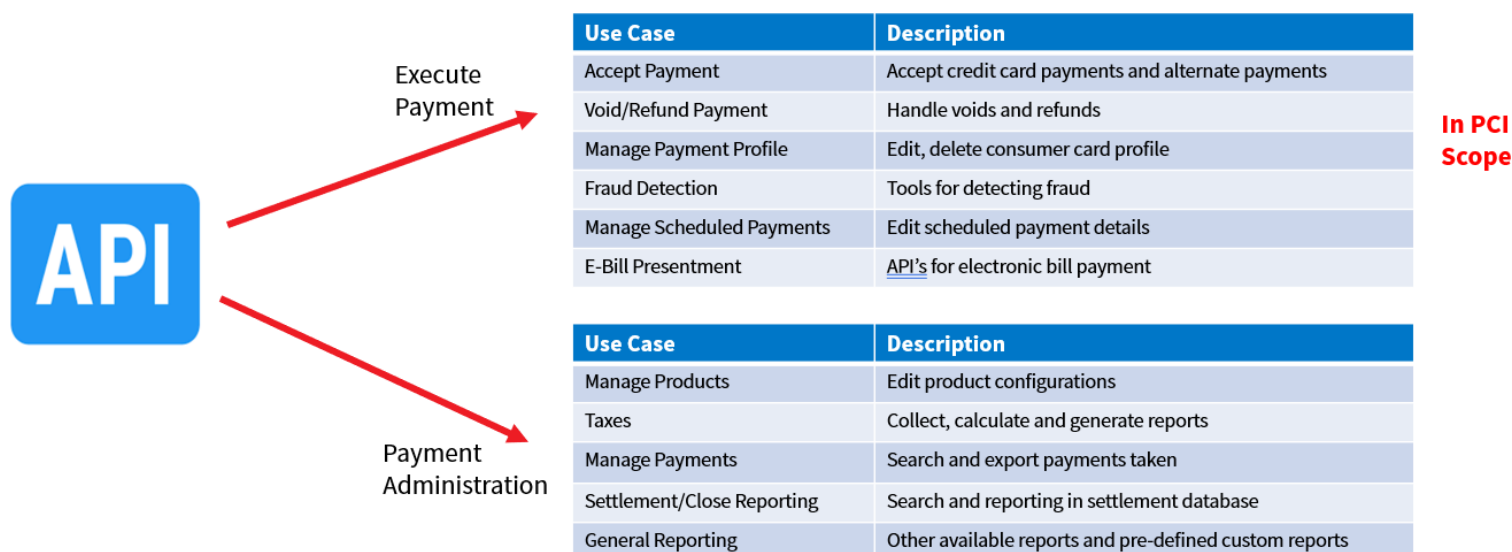 API
Execute
Payment
Use Case Description
Accept Payment Accept credit card payments and alternate payments
Void/Refund Payment Handle voids and refunds
Manage Payment Profile Edit, delete consumer card profile
Fraud Detection Tools for detecting fraud
Manage Scheduled Payments Edit scheduled payment details
E-Bill Presentment API's for electronic bill payment
In PCI
Scope
Payment
Administration
Use Case Description
Manage Products Edit product configurations
Taxes Collect, calculate and generate reports
Manage Payments Search and export payments taken
Settlement/Close Reporting Search and reporting in settlement database
General Reporting Other available reports and pre-defined custom reports